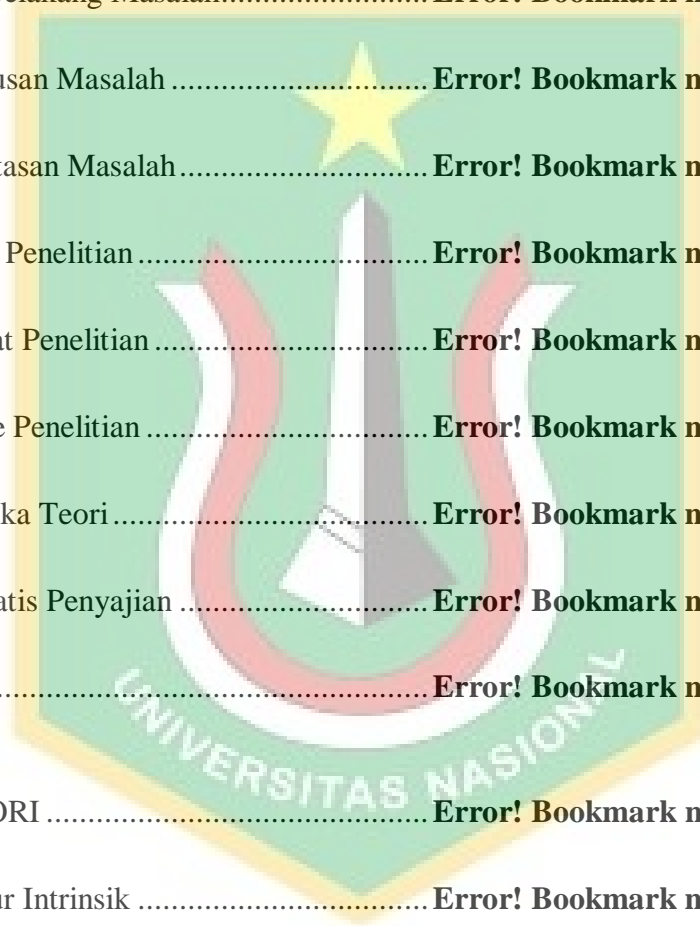 elakang Masalah..........................Error! Bookmark n
usan Masalah ...............................Error! Bookmark n
tasan Masalah..............................Error! Bookmark n
Penelitian ...................................Error! Bookmark n
at Penelitian .................................Error! Bookmark n
e Penelitian ..................................Error! Bookmark n
ka Teori......................................Error! Bookmark n
atis Penyajian ..............................Error! Bookmark n
....................................................Error! Bookmark n
UNIVERSITAS NASIONAL
ORI ..............................................Error! Bookmark n
ur Intrinsik ...................................Error! Bookmark n